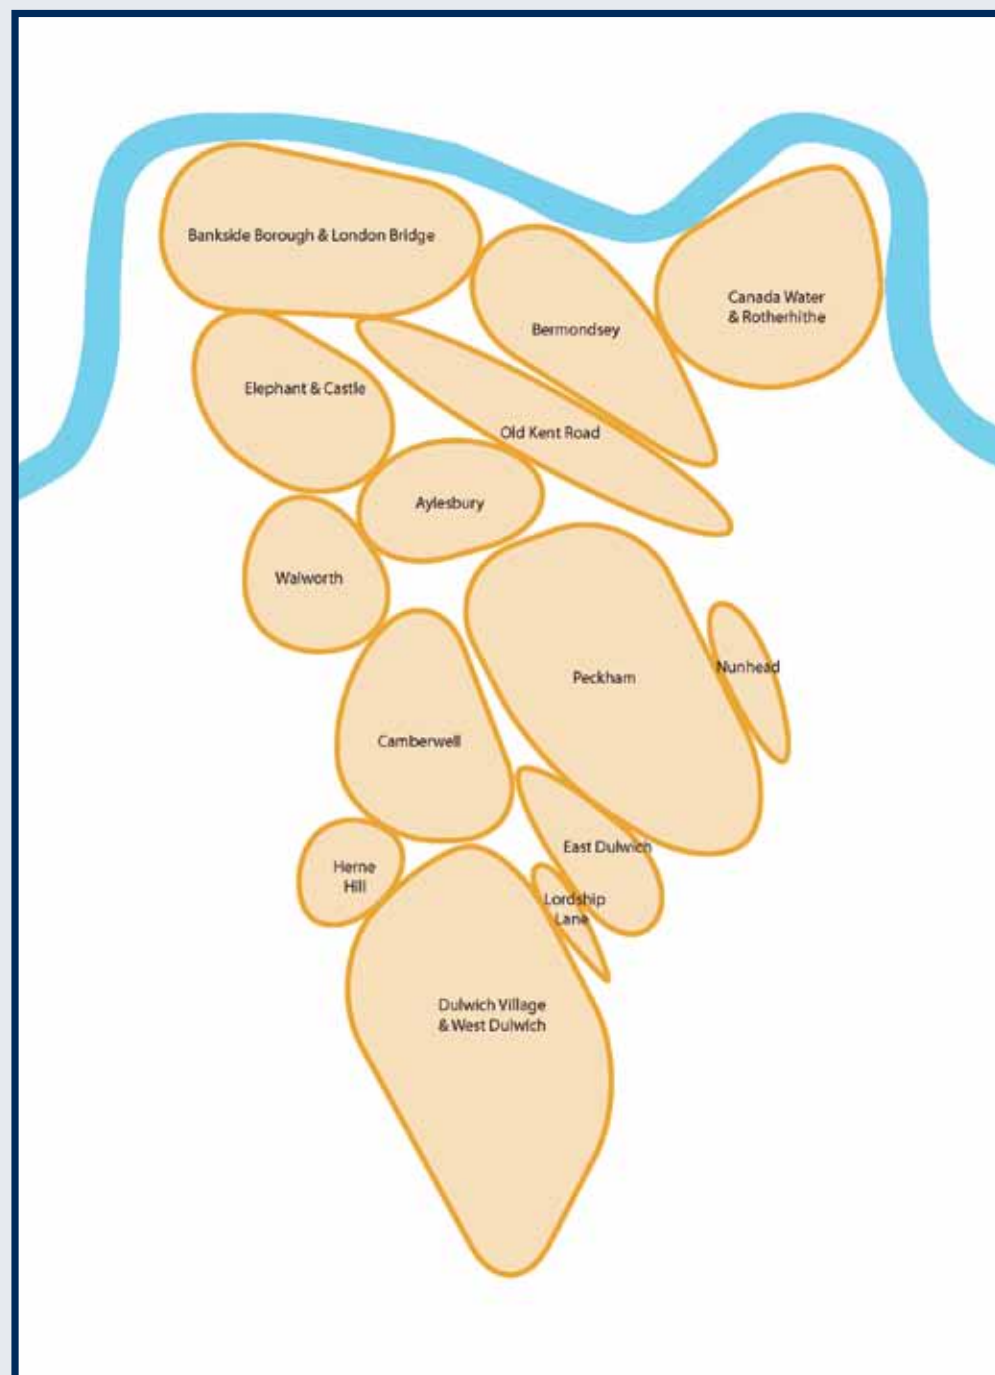 Bankside Borough & London Bridge
Canada Water
& Rotherhithe
Bermondsey
Elephant & Castle
Old Kent Road
Aylesbury
Walworth
Nunhead
Peckham
Camberwell
East Dulwich
Herne
Hill
Lordship
Lane
Dulwich Village
& West Dulwich